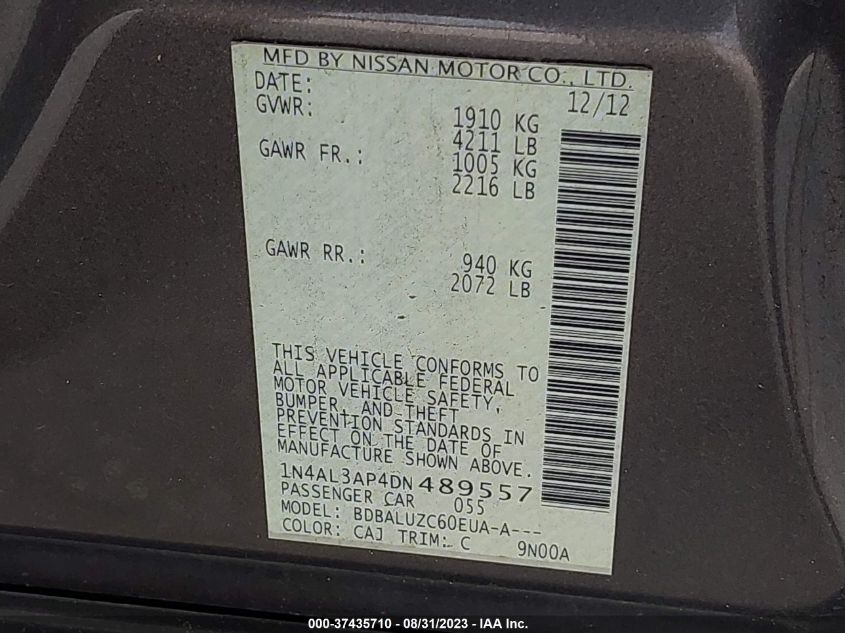 MFD BY NISSAN MOTOR CO., LTD.
DATE: 12/12
GVWR: 1910 KG
4211 LB
GAWR FR.: 1005 KG
2216 LB
GAWR RR.: 940 KG
2072 LB
THIS VEHICLE CONFORMS TO
ALL APPLICABLE FEDERAL
MOTOR VEHICLE SAFETY,
BUMPER, AND THEFT
PREVENTION STANDARDS IN
EFFECT ON THE DATE OF
MANUFACTURE SHOWN ABOVE.
1N4AL3AP4DN489557
PASSENGER CAR 055
MODEL: BDBALUZC60EUA-A---
COLOR: CAJ TRIM: C 9N00A
000-37435710 - 08/31/2023 - IAA Inc.